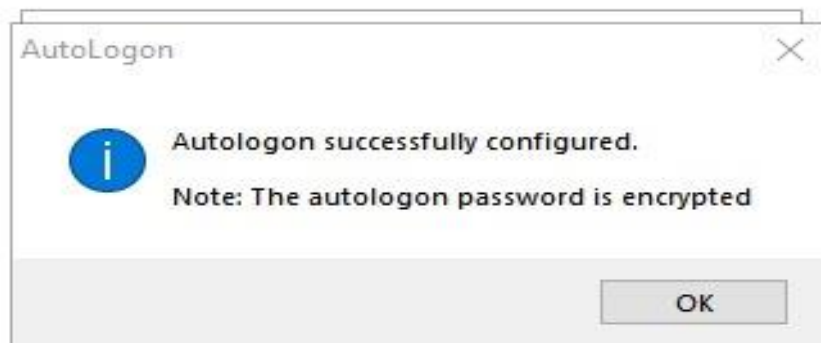 AutoLogon
Autologon successfully configured.
Note: The autologon password is encrypted
OK